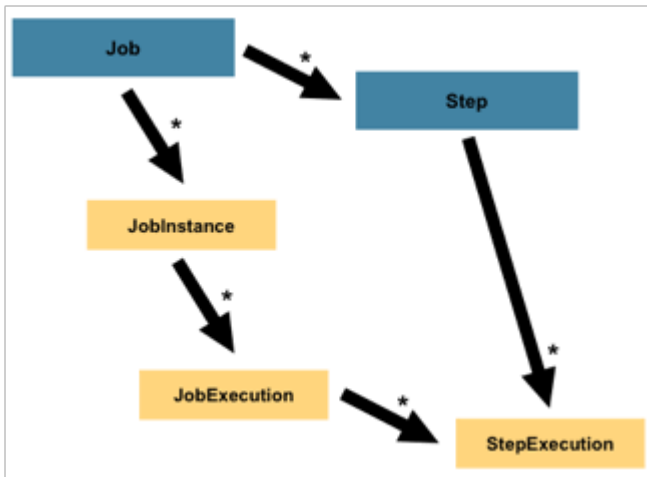 Job
*
Step
*
JobInstance
*
*
JobExecution
*
StepExecution